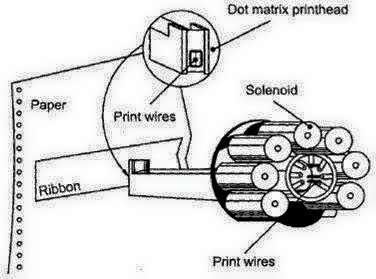 Dot matrix printhead
Paper
Print wires
Solenoid
Ribbon
Print wires